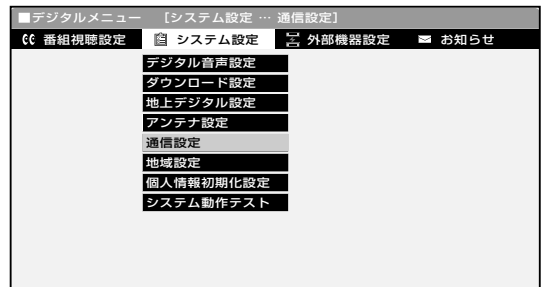 ■デジタルメニュー ［システム設定 … 通信設定］
番組視聴設定 システム設定 外部機器設定 お知らせ
デジタル音声設定
ダウンロード設定
地上デジタル設定
アンテナ設定
通信設定
地域設定
個人情報初期化設定
システム動作テスト